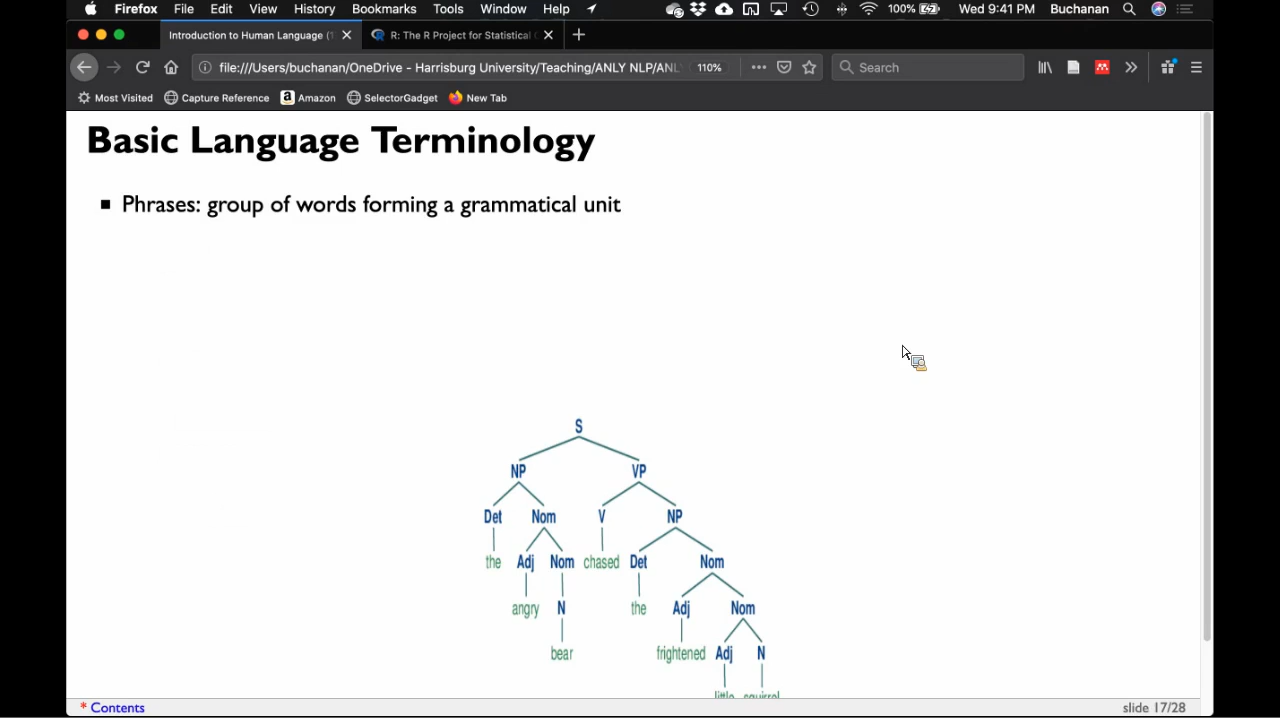 Firefox File Edit View History Bookmarks Tools Window Help 100% Wed 9:41 PM Buchanan
Introduction to Human Language ( R: The R Project for Statistical
file:///Users/buchanan/OneDrive - Harrisburg University/Teaching/ANLY NLP/ANL 110% Search
Most Visited Capture Reference Amazon SelectorGadget New Tab
Basic Language Terminology
Phrases: group of words forming a grammatical unit
S
NP VP
Det Nom V NP
the Adj Nom chased Det Nom
angry N the Adj Nom
bear frightened Adj N
little squirrel
* Contents slide 17/28